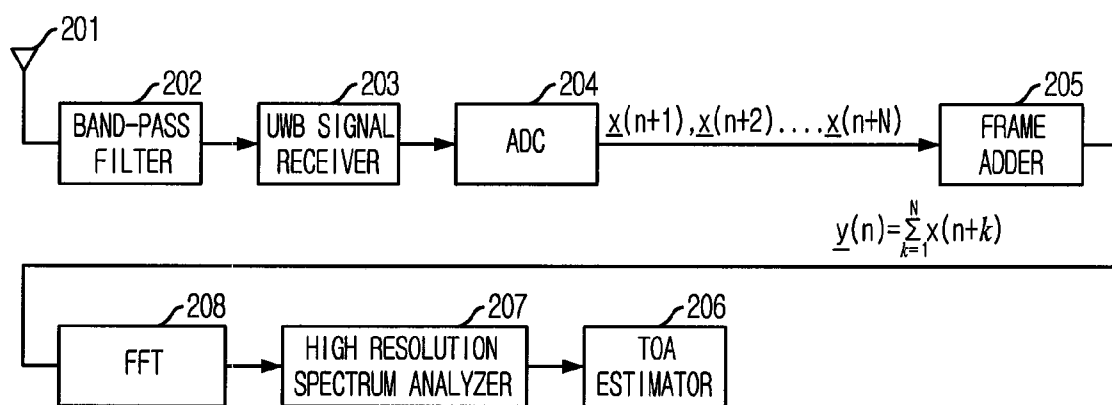 201
202
203
204
205
BAND-PASS
FILTER
UWB SIGNAL
RECEIVER
ADC
x(n+1),x(n+2)....x(n+N)
FRAME
ADDER
y(n)=∑x(n+k)
N
k=1
208
207
206
FFT
HIGH RESOLUTION
SPECTRUM ANALYZER
TOA
ESTIMATOR